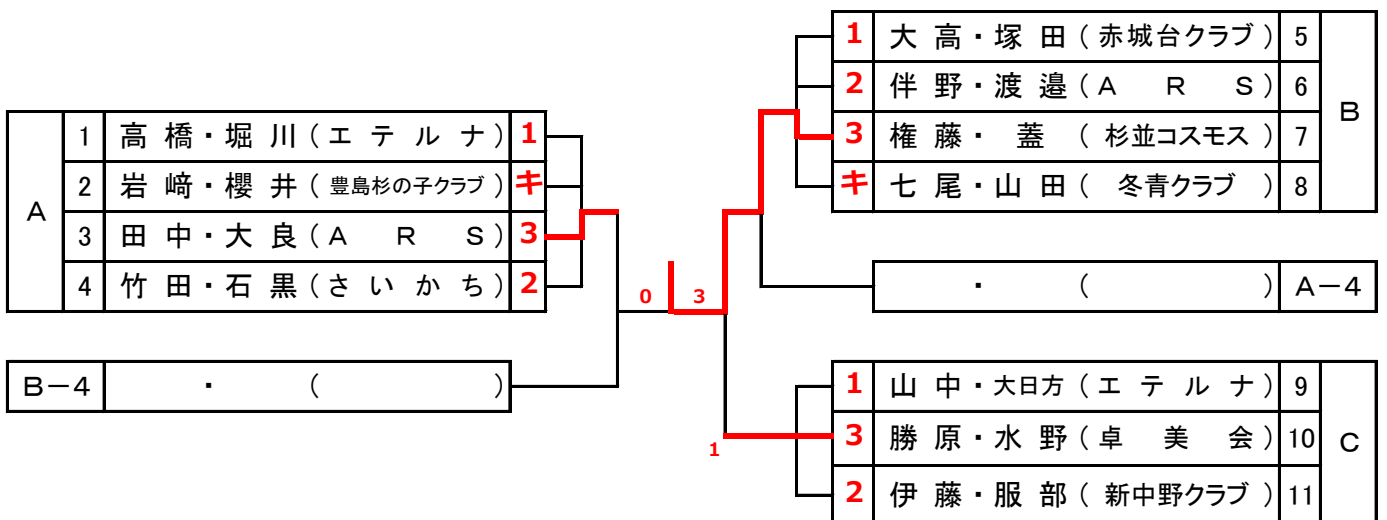 A
1 高橋・堀川(エテルナ) 1
2 岩﨑・櫻井(豊島杉の子クラブ) キ
3 田中・大良(ARS) 3
4 竹田・石黒(さいかち) 2
B-4 ・ ( )
0 3
1
1 大高・塚田(赤城台クラブ) 5
2 伴野・渡邉(ARS) 6
3 権藤・蓋(杉並コスモス) 7
キ 七尾・山田(冬青クラブ) 8
B
・ ( ) A-4
1 山中・大日方(エテルナ) 9
3 勝原・水野(卓美会) 10
2 伊藤・服部(新中野クラブ) 11
C